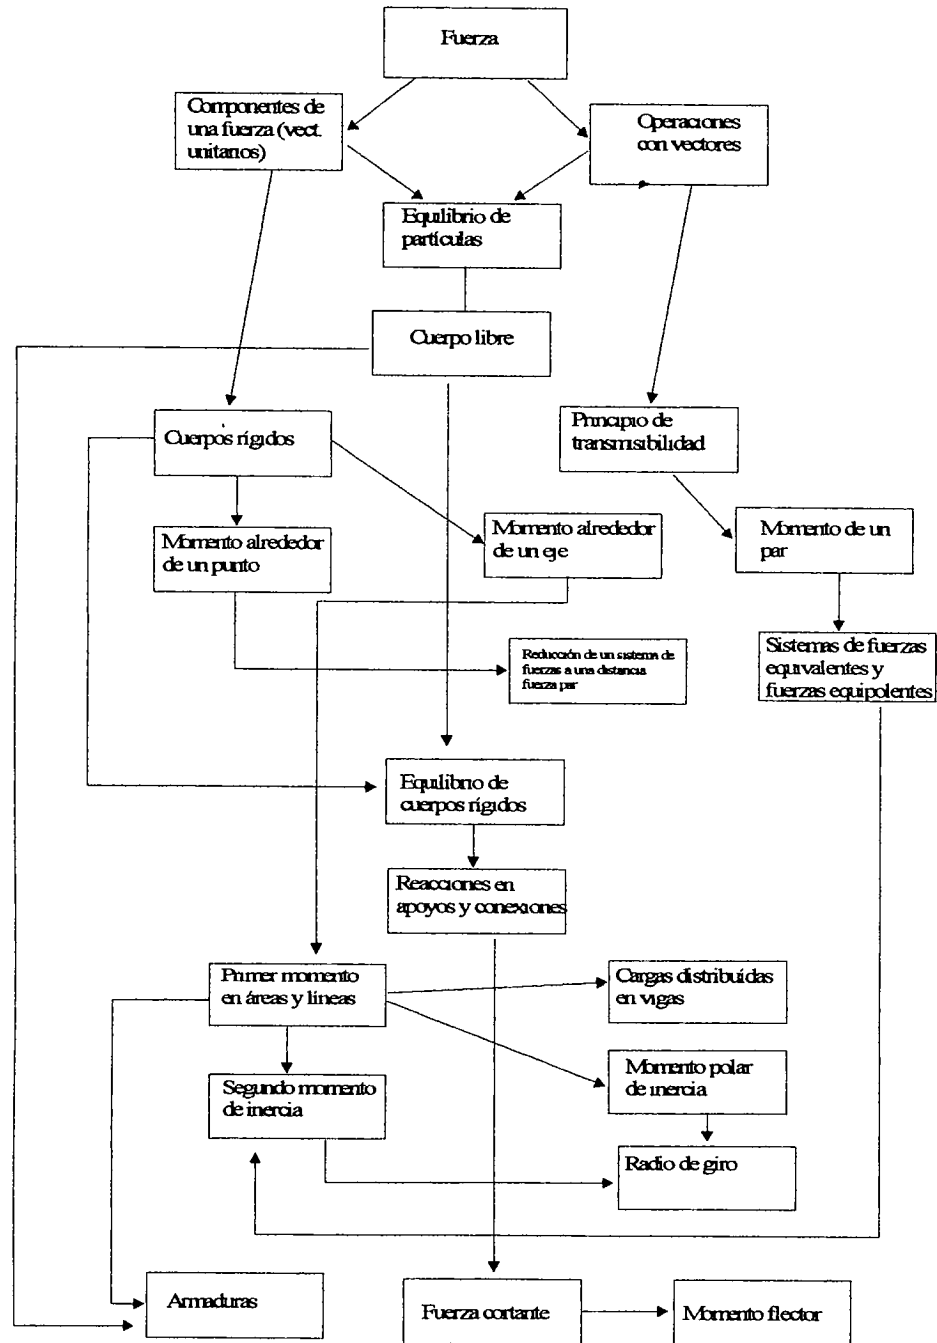 Fuerza
Componentes de
una fuerza (vect.
unitarios)
Operaciones
con vectores
Equilibrio de
partículas
Cuerpo libre
Cuerpos rígidos
Principio de
transmisibilidad
Momento alrededor
de un punto
Momento alrededor
de un eje
Momento de un
par
Reducción de un sistema de
fuerzas a una distancia
fuerza par
Sistemas de fuerzas
equivalentes y
fuerzas equipolentes
Equilibrio de
cuerpos rígidos
Reacciones en
apoyos y conexiones
Primer momento
en áreas y líneas
Cargas distribuidas
en vigas
Segundo momento
de inercia
Momento polar
de inercia
Radio de giro
Armaduras
Fuerza cortante
Momento flector